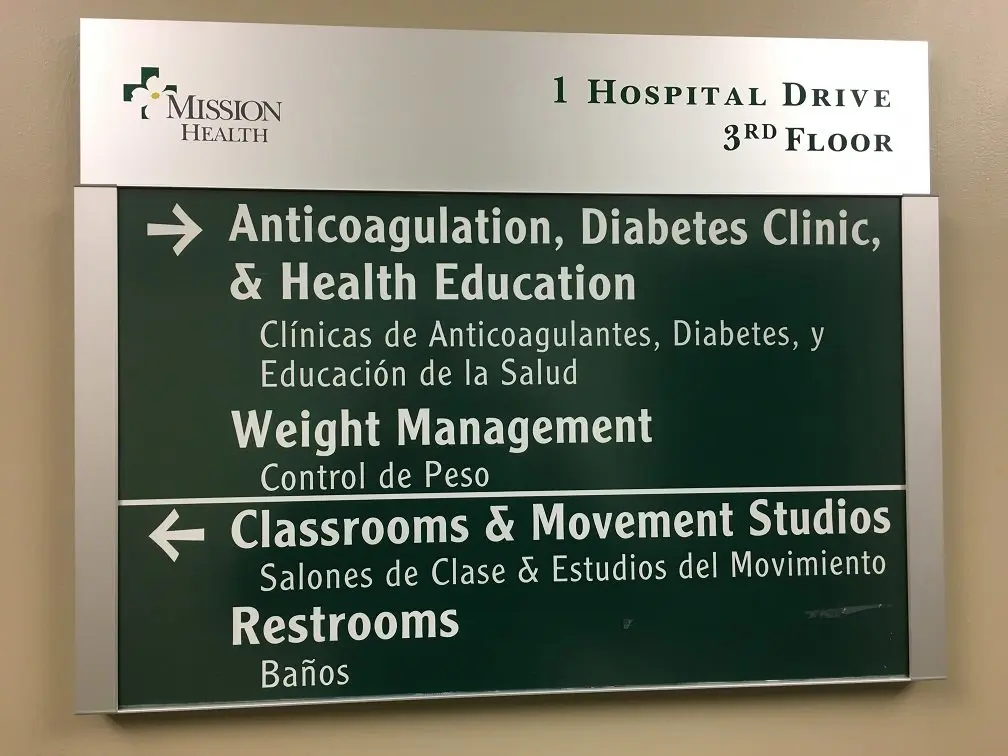 Mission
Health
1 Hospital Drive
3rd Floor
→ Anticoagulation, Diabetes Clinic,
& Health Education
Clínicas de Anticoagulantes, Diabetes, y
Educación de la Salud
Weight Management
Control de Peso
← Classrooms & Movement Studios
Salones de Clase & Estudios del Movimiento
Restrooms
Baños